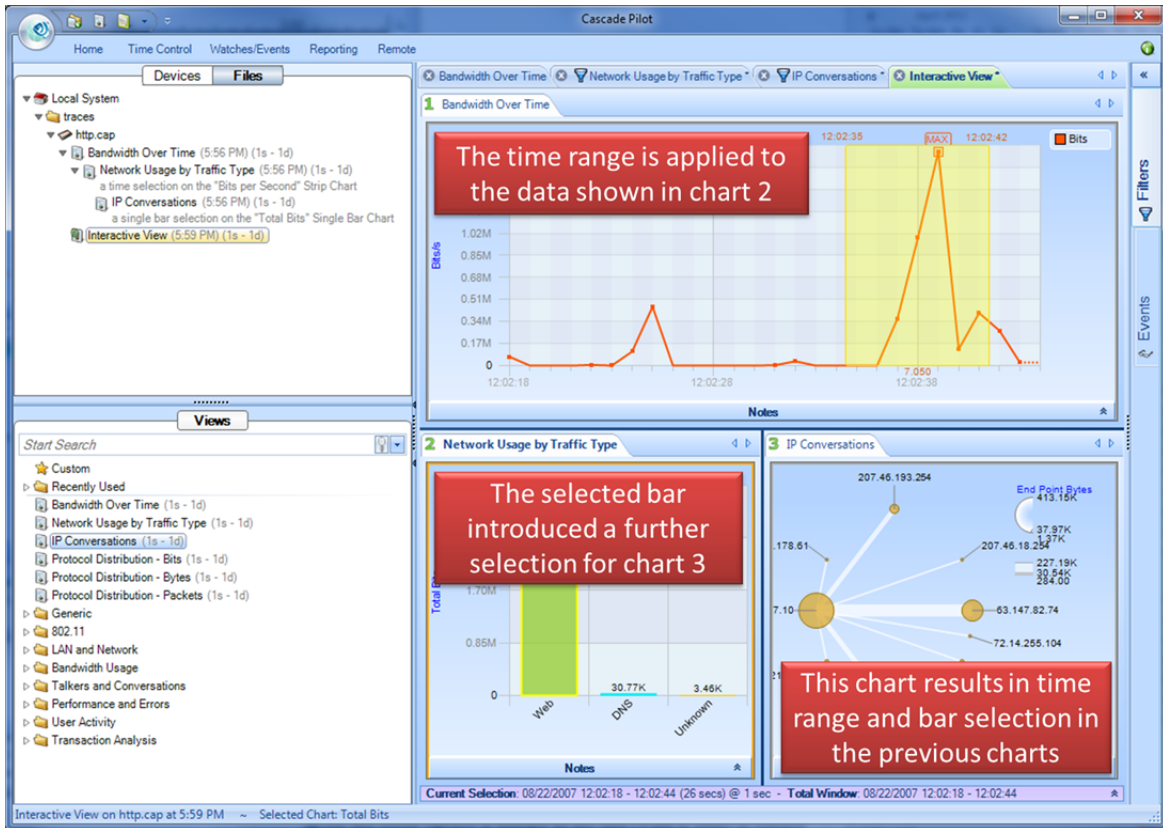 Cascade Pilot
Home Time Control Watches/Events Reporting Remote
Devices Files
Local System
traces
http.cap
Bandwidth Over Time (5:56 PM) (1s - 1d)
Network Usage by Traffic Type (5:56 PM) (1s - 1d)
a time selection on the "Bits per Second" Strip Chart
IP Conversations (5:56 PM) (1s - 1d)
a single bar selection on the "Total Bits" Single Bar Chart
Interactive View (5:59 PM) (1s - 1d)
Views
Start Search
Custom
Recently Used
Bandwidth Over Time (1s - 1d)
Network Usage by Traffic Type (1s - 1d)
IP Conversations (1s - 1d)
Protocol Distribution - Bits (1s - 1d)
Protocol Distribution - Bytes (1s - 1d)
Protocol Distribution - Packets (1s - 1d)
Generic
802.11
LAN and Network
Bandwidth Usage
Talkers and Conversations
Performance and Errors
User Activity
Transaction Analysis
Bandwidth Over Time Network Usage by Traffic Type * IP Conversations * Interactive View *
1 Bandwidth Over Time
The time range is applied to
the data shown in chart 2
12:02:35 MAX 12:02:42
Bits
Bits/s
1.02M
0.85M
0.68M
0.51M
0.34M
0.17M
0
7.050
12:02:18 12:02:28 12:02:38
Notes
2 Network Usage by Traffic Type
The selected bar
introduced a further
selection for chart 3
1.70M
0.85M
0
30.77K 3.46K
Web DNS Unknown
Notes
3 IP Conversations
207.46.193.254
End Point Bytes
413.15K
37.97K
1.37K
227.19K
30.54K
284.00
.178.61
207.46.18.254
7.10
63.147.82.74
72.14.255.104
This chart results in time
range and bar selection in
the previous charts
Current Selection: 08/22/2007 12:02:18 - 12:02:44 (26 secs) @ 1 sec - Total Window: 08/22/2007 12:02:18 - 12:02:44
Filters
Events
Interactive View on http.cap at 5:59 PM ~ Selected Chart: Total Bits